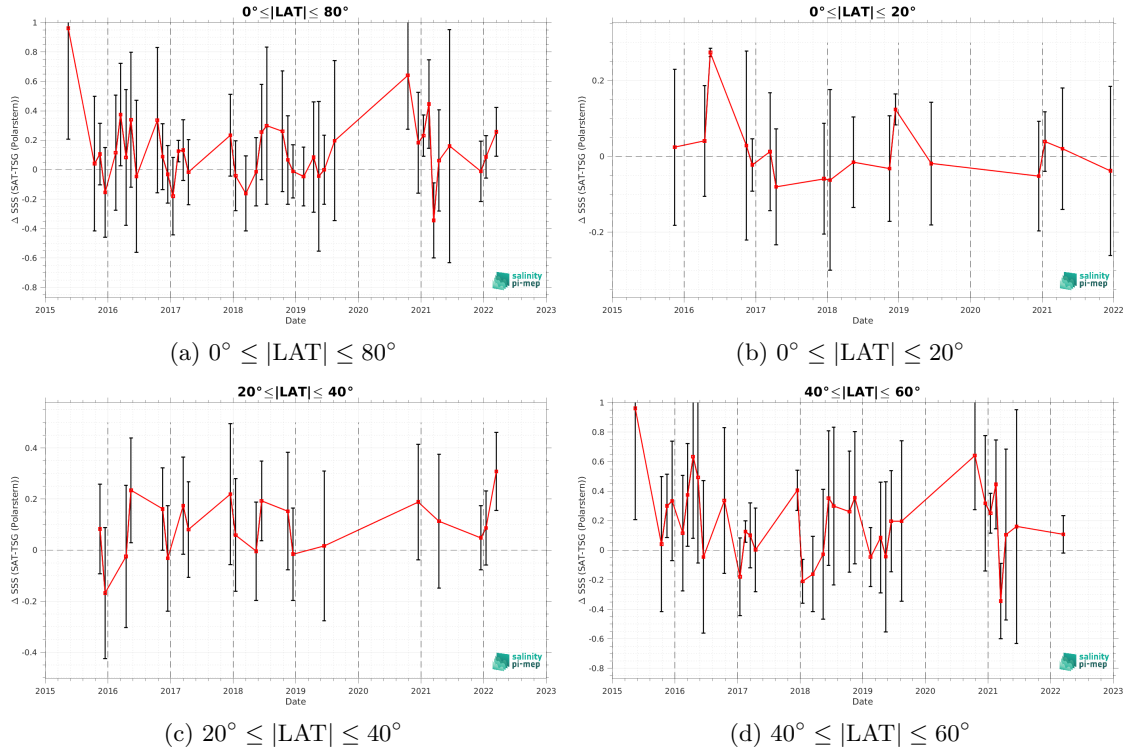 0°≤|LAT|≤ 80°
1
0.8
0.6
0.4
0.2
0
-0.2
-0.4
-0.6
-0.8
Δ SSS (SAT-TSG (Polarstern))
2015 2016 2017 2018 2019 2020 2021 2022 2023
Date
salinity
pi-mep
(a) 0° ≤ |LAT| ≤ 80°
0°≤|LAT|≤ 20°
0.2
0
-0.2
Δ SSS (SAT-TSG (Polarstern))
2015 2016 2017 2018 2019 2020 2021 2022
Date
salinity
pi-mep
(b) 0° ≤ |LAT| ≤ 20°
20°≤|LAT|≤ 40°
0.4
0.2
0
-0.2
-0.4
Δ SSS (SAT-TSG (Polarstern))
2015 2016 2017 2018 2019 2020 2021 2022 2023
Date
salinity
pi-mep
(c) 20° ≤ |LAT| ≤ 40°
40°≤|LAT|≤ 60°
1
0.8
0.6
0.4
0.2
0
-0.2
-0.4
-0.6
-0.8
Δ SSS (SAT-TSG (Polarstern))
2015 2016 2017 2018 2019 2020 2021 2022 2023
Date
salinity
pi-mep
(d) 40° ≤ |LAT| ≤ 60°